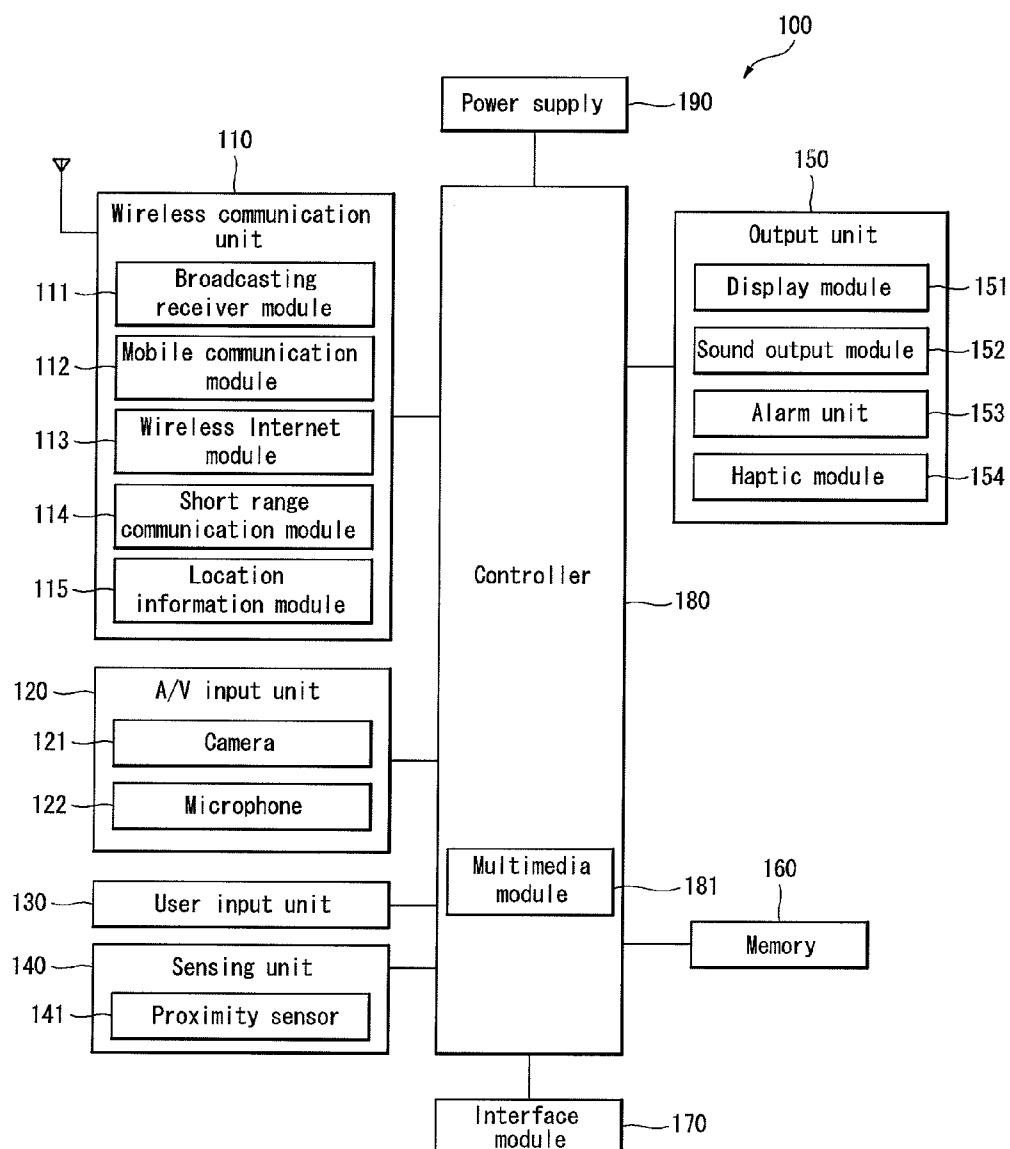 100
Power supply
190
110
Wireless communication
unit
111
Broadcasting
receiver module
112
Mobile communication
module
113
Wireless Internet
module
114
Short range
communication module
115
Location
information module
120
A/V input unit
121
Camera
122
Microphone
130
User input unit
140
Sensing unit
141
Proximity sensor
Controller
180
Multimedia
module
181
150
Output unit
Display module
151
Sound output module
152
Alarm unit
153
Haptic module
154
160
Memory
Interface
module
170